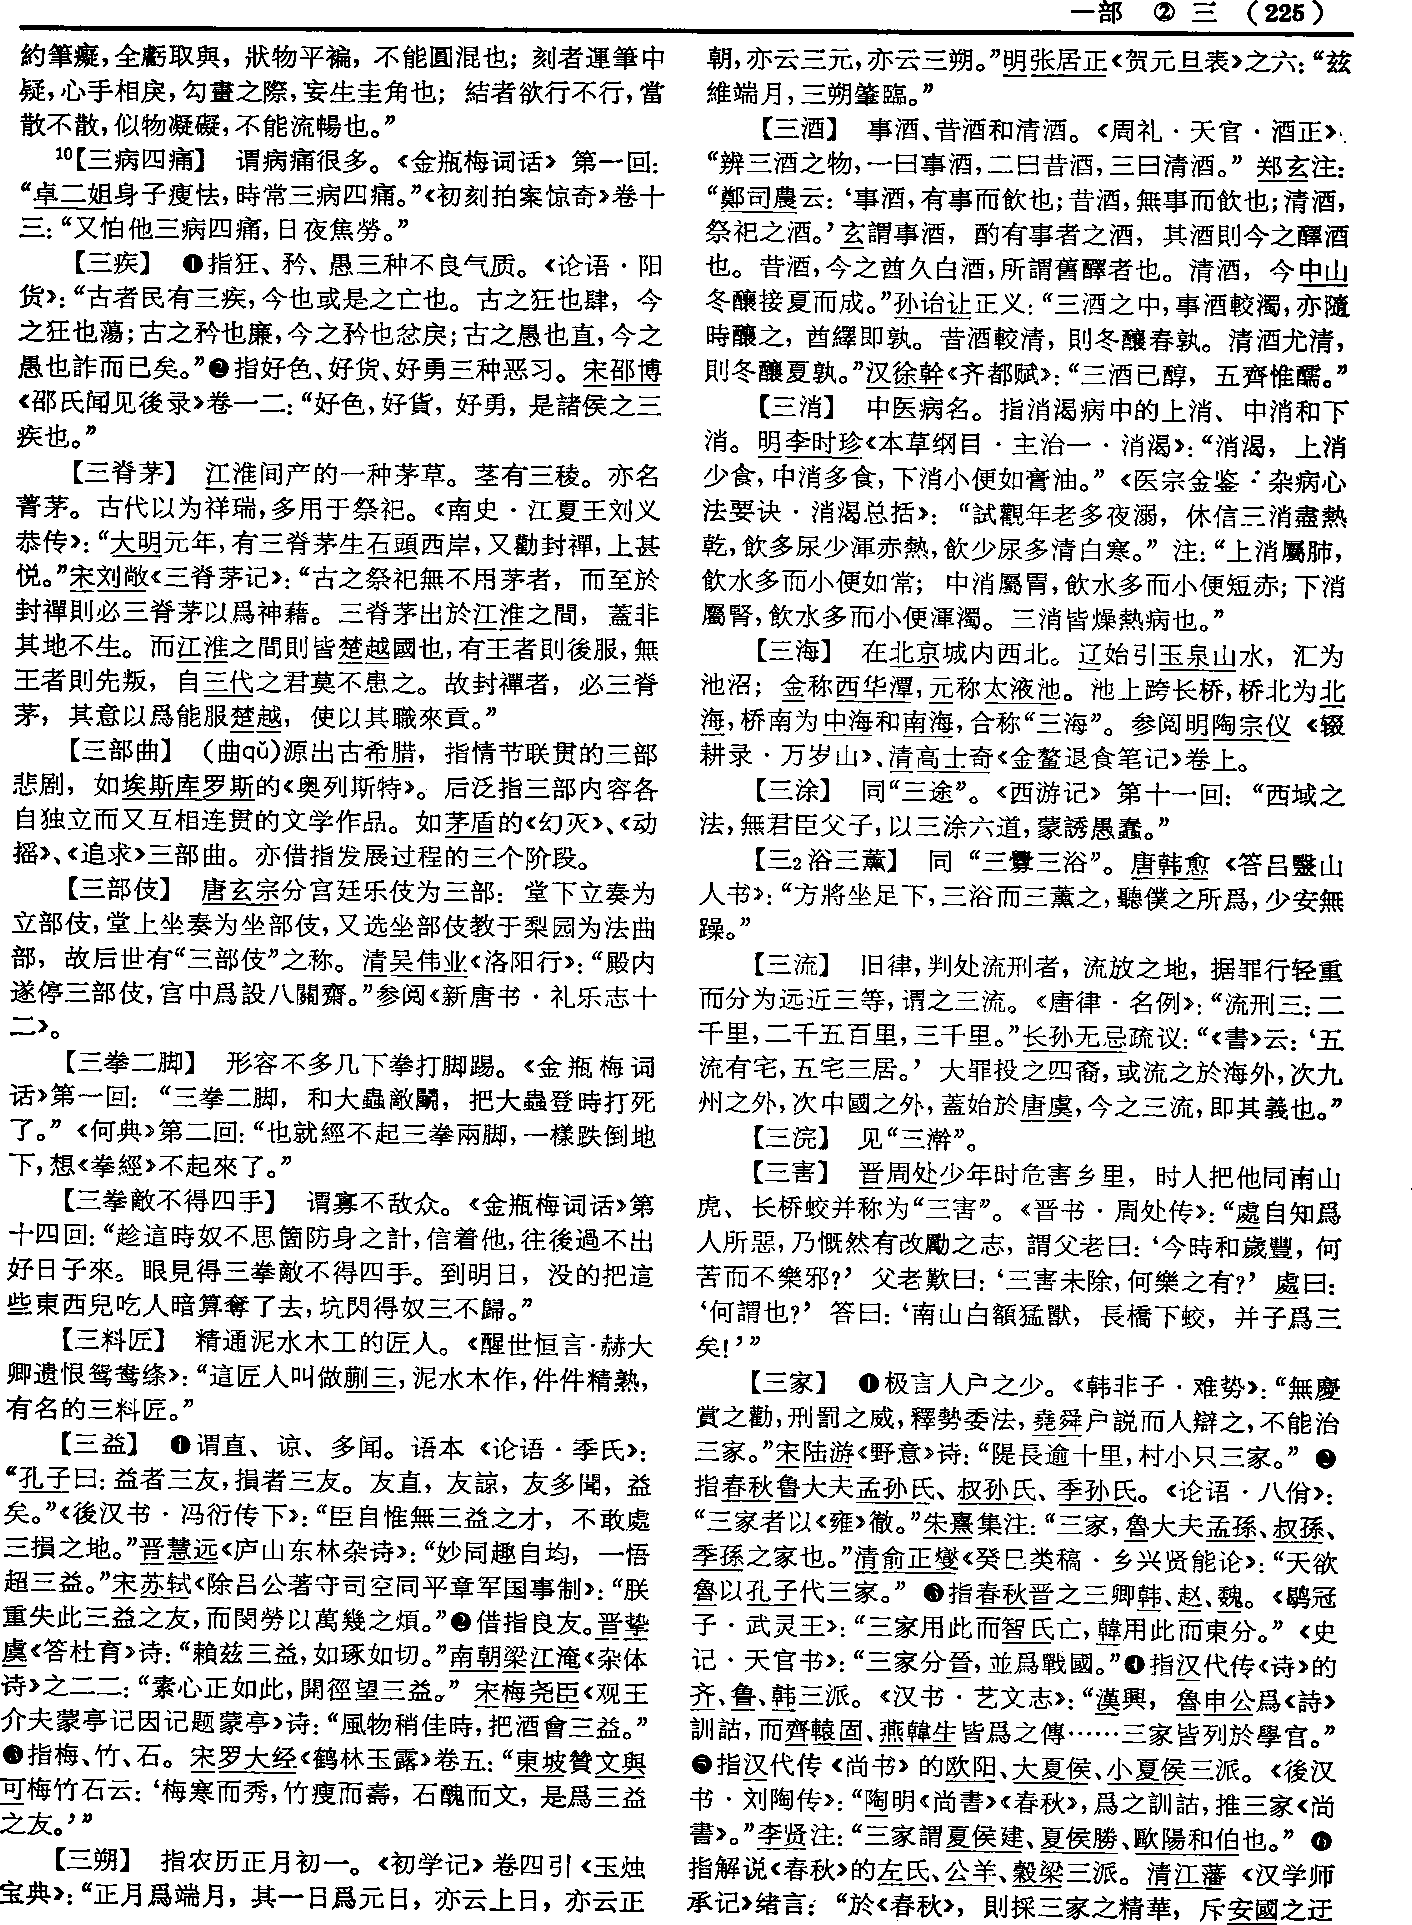 一部 ② 三 （225）
約筆癡，全虧取與，狀物平褊，不能圓混也；刻者運筆中
疑，心手相戾，勾畫之際，妄生圭角也；結者欲行不行，當
散不散，似物凝礙，不能流暢也。”
10【三病四痛】 谓病痛很多。《金瓶梅词话》第一回：
“卓二姐身子瘦怯，時常三病四痛。”《初刻拍案惊奇》卷十
三：“又怕他三病四痛，日夜焦勞。”
【三疾】 ❶指狂、矜、愚三种不良气质。《论语·阳
货》：“古者民有三疾，今也或是之亡也。古之狂也肆，今
之狂也蕩；古之矜也廉，今之矜也忿戾；古之愚也直，今之
愚也詐而已矣。”❷指好色、好货、好勇三种恶习。宋邵博
《邵氏闻见後录》卷一二：“好色，好貨，好勇，是諸侯之三
疾也。”
【三脊茅】 江淮间产的一种茅草。茎有三稜。亦名
菁茅。古代以为祥瑞，多用于祭祀。《南史·江夏王刘义
恭传》：“大明元年，有三脊茅生石頭西岸，又勸封禪，上甚
悦。”宋刘敞《三脊茅记》：“古之祭祀無不用茅者，而至於
封禪則必三脊茅以爲神藉。三脊茅出於江淮之間，蓋非
其地不生。而江淮之間則皆楚越國也，有王者則後服，無
王者則先叛，自三代之君莫不患之。故封禪者，必三脊
茅，其意以爲能服楚越，使以其職來貢。”
【三部曲】 （曲qǔ）源出古希腊，指情节联贯的三部
悲剧，如埃斯库罗斯的《奥列斯特》。后泛指三部内容各
自独立而又互相连贯的文学作品。如茅盾的《幻灭》、《动
摇》、《追求》三部曲。亦借指发展过程的三个阶段。
【三部伎】 唐玄宗分宫廷乐伎为三部：堂下立奏为
立部伎，堂上坐奏为坐部伎，又选坐部伎教于梨园为法曲
部，故后世有“三部伎”之称。清吴伟业《洛阳行》：“殿内
遂停三部伎，宫中爲設八關齋。”参阅《新唐书·礼乐志十
二》。
【三拳二脚】 形容不多几下拳打脚踢。《金瓶梅词
话》第一回：“三拳二脚，和大蟲敵鬭，把大蟲登時打死
了。”《何典》第二回：“也就經不起三拳兩脚，一樣跌倒地
下，想《拳經》不起來了。”
【三拳敵不得四手】 谓寡不敌众。《金瓶梅词话》第
十四回：“趁這時奴不思箇防身之計，信着他，往後過不出
好日子來。眼見得三拳敵不得四手。到明日，没的把這
些東西兒吃人暗算奪了去，坑閃得奴三不歸。”
【三料匠】 精通泥水木工的匠人。《醒世恒言·赫大
卿遗恨鸳鸯绦》：“這匠人叫做蒯三，泥水木作，件件精熟，
有名的三料匠。”
【三益】 ❶谓直、谅、多闻。语本《论语·季氏》：
“孔子曰：益者三友，損者三友。友直，友諒，友多聞，益
矣。”《後汉书·冯衍传下》：“臣自惟無三益之才，不敢處
三損之地。”晋慧远《庐山东林杂诗》：“妙同趣自均，一悟
超三益。”宋苏轼《除吕公著守司空同平章军国事制》：“朕
重失此三益之友，而閔勞以萬幾之煩。”❷借指良友。晋挚
虞《答杜育》诗：“賴兹三益，如琢如切。”南朝梁江淹《杂体
诗》之二二：“素心正如此，開徑望三益。”宋梅尧臣《观王
介夫蒙亭记因记题蒙亭》诗：“風物稍佳時，把酒會三益。”
❸指梅、竹、石。宋罗大经《鹤林玉露》卷五：“東坡贊文與
可梅竹石云：‘梅寒而秀，竹瘦而壽，石醜而文，是爲三益
之友。’”
【三朔】 指农历正月初一。《初学记》卷四引《玉烛
宝典》：“正月爲端月，其一日爲元日，亦云上日，亦云正
朝，亦云三元，亦云三朔。”明张居正《贺元旦表》之六：“兹
維端月，三朔肇臨。”
【三酒】 事酒、昔酒和清酒。《周礼·天官·酒正》：
“辨三酒之物，一曰事酒，二曰昔酒，三曰清酒。”郑玄注：
“鄭司農云：‘事酒，有事而飲也；昔酒，無事而飲也；清酒，
祭祀之酒。’玄謂事酒，酌有事者之酒，其酒則今之醳酒
也。昔酒，今之酋久白酒，所謂舊醳者也。清酒，今中山
冬釀接夏而成。”孙诒让正义：“三酒之中，事酒較濁，亦隨
時釀之，酋繹即孰。昔酒較清，則冬釀春孰。清酒尤清，
則冬釀夏孰。”汉徐幹《齐都赋》：“三酒已醇，五齊惟醹。”
【三消】 中医病名。指消渴病中的上消、中消和下
消。明李时珍《本草纲目·主治一·消渴》：“消渴，上消
少食，中消多食，下消小便如膏油。”《医宗金鉴·杂病心
法要诀·消渴总括》：“試觀年老多夜溺，休信三消盡熱
乾，飲多尿少渾赤熱，飲少尿多清白寒。”注：“上消屬肺，
飲水多而小便如常；中消屬胃，飲水多而小便短赤；下消
屬腎，飲水多而小便渾濁。三消皆燥熱病也。”
【三海】 在北京城内西北。辽始引玉泉山水，汇为
池沼；金称西华潭，元称太液池。池上跨长桥，桥北为北
海，桥南为中海和南海，合称“三海”。参阅明陶宗仪《辍
耕录·万岁山》、清高士奇《金鳌退食笔记》卷上。
【三涂】 同“三途”。《西游记》第十一回：“西域之
法，無君臣父子，以三涂六道，蒙誘愚蠢。”
【三2浴三薰】 同“三釁三浴”。唐韩愈《答吕毉山
人书》：“方將坐足下，三浴而三薰之，聽僕之所爲，少安無
躁。”
【三流】 旧律，判处流刑者，流放之地，据罪行轻重
而分为远近三等，谓之三流。《唐律·名例》：“流刑三：二
千里，二千五百里，三千里。”长孙无忌疏议：“《書》云：‘五
流有宅，五宅三居。’大罪投之四裔，或流之於海外，次九
州之外，次中國之外，蓋始於唐虞，今之三流，即其義也。”
【三浣】 见“三澣”。
【三害】 晋周处少年时危害乡里，时人把他同南山
虎、长桥蛟并称为“三害”。《晋书·周处传》：“處自知爲
人所惡，乃慨然有改勵之志，謂父老曰：‘今時和歲豐，何
苦而不樂邪？’父老歎曰：‘三害未除，何樂之有？’處曰：
‘何謂也？’答曰：‘南山白額猛獸，長橋下蛟，并子爲三
矣！’”
【三家】 ❶极言人户之少。《韩非子·难势》：“無慶
賞之勸，刑罰之威，釋勢委法，堯舜户説而人辯之，不能治
三家。”宋陆游《野意》诗：“隄長逾十里，村小只三家。”❷
指春秋鲁大夫孟孙氏、叔孙氏、季孙氏。《论语·八佾》：
“三家者以《雍》徹。”朱熹集注：“三家，魯大夫孟孫、叔孫、
季孫之家也。”清俞正燮《癸巳类稿·乡兴贤能论》：“天欲
魯以孔子代三家。”❸指春秋晋之三卿韩、赵、魏。《鹖冠
子·武灵王》：“三家用此而智氏亡，韓用此而東分。”《史
记·天官书》：“三家分晉，並爲戰國。”❹指汉代传《诗》的
齐、鲁、韩三派。《汉书·艺文志》：“漢興，魯申公爲《詩》
訓詁，而齊轅固、燕韓生皆爲之傳……三家皆列於學官。”
❺指汉代传《尚书》的欧阳、大夏侯、小夏侯三派。《後汉
书·刘陶传》：“陶明《尚書》《春秋》，爲之訓詁，推三家《尚
書》。”李贤注：“三家謂夏侯建、夏侯勝、歐陽和伯也。”❻
指解说《春秋》的左氏、公羊、榖梁三派。清江藩《汉学师
承记》绪言：“於《春秋》，則採三家之精華，斥安國之迂